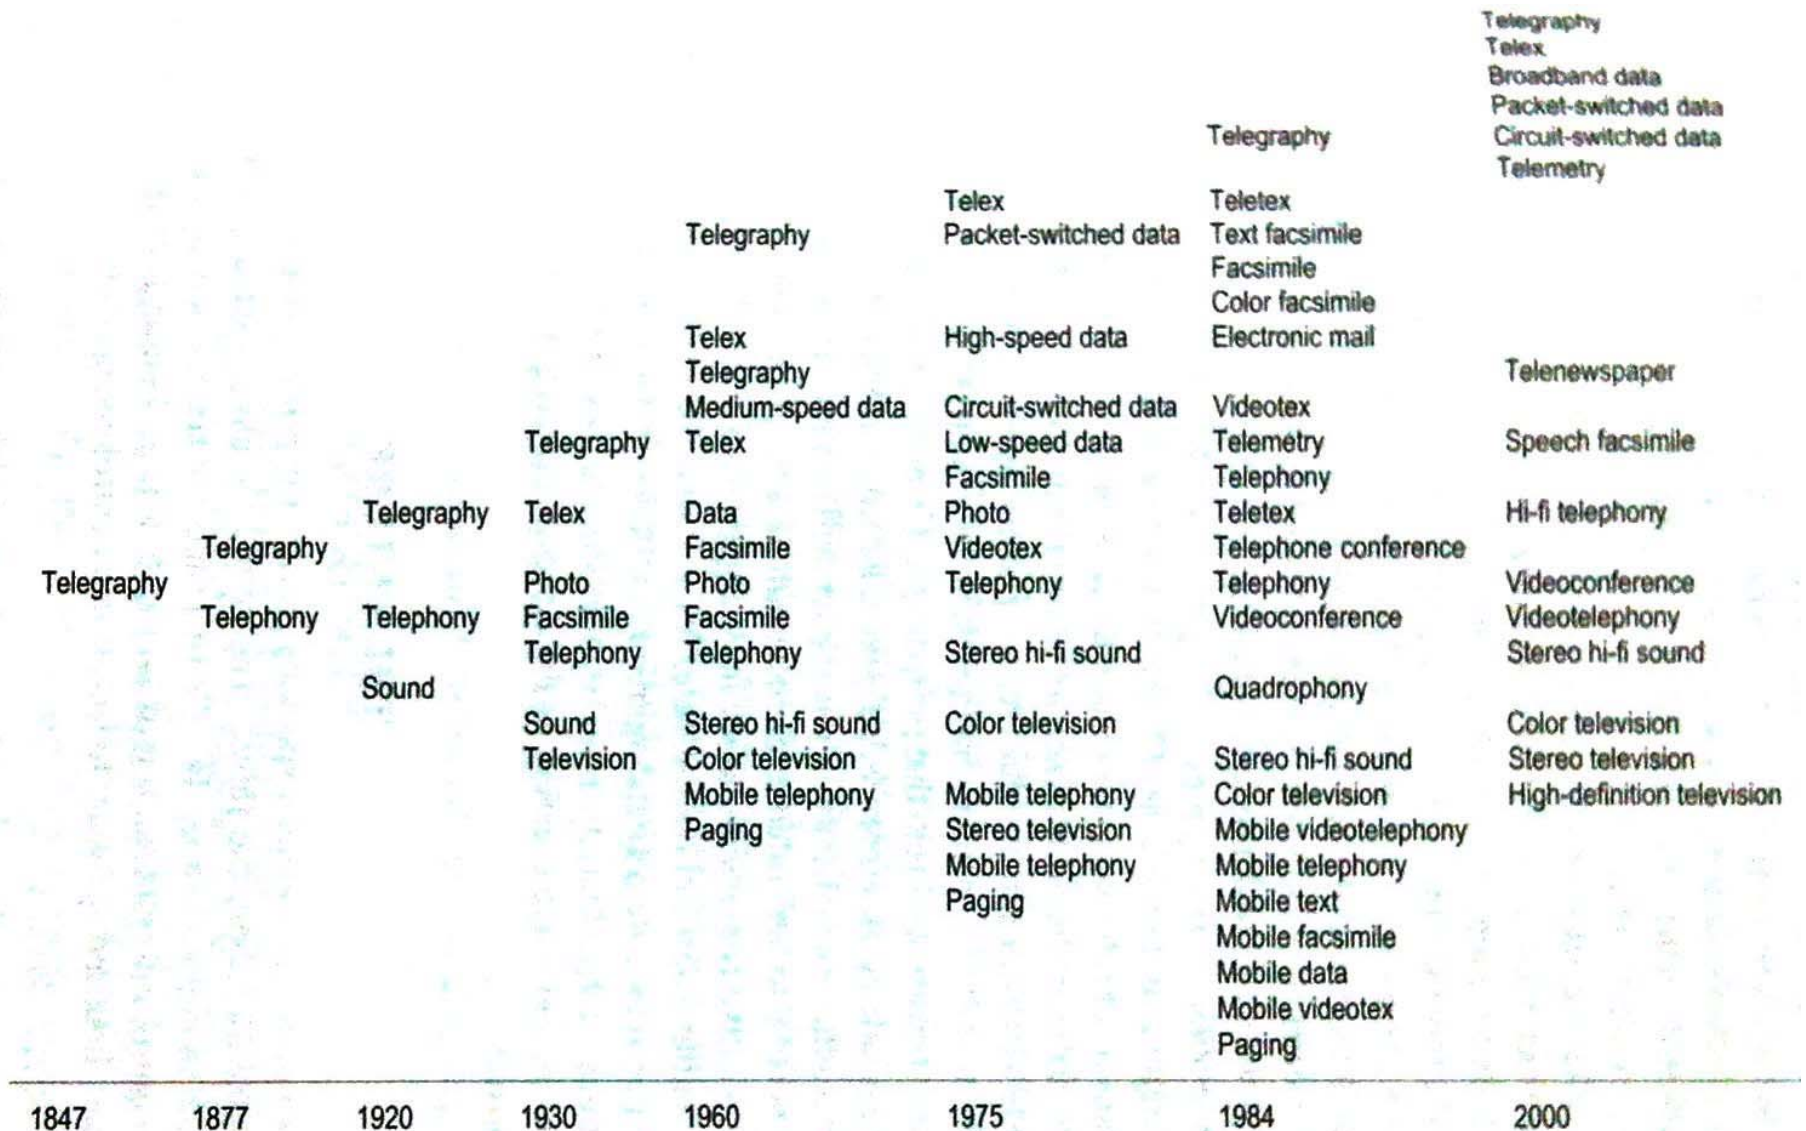 Telegraphy
Telex
Broadband data
Packet-switched data
Telegraphy Circuit-switched data
Telemetry
Telex Teletex
Telegraphy Packet-switched data Text facsimile
Facsimile
Color facsimile
Telex High-speed data Electronic mail
Telegraphy Telenewspaper
Medium-speed data Circuit-switched data Videotex
Telegraphy Telex Low-speed data Telemetry Speech facsimile
Facsimile Telephony
Telegraphy Telex Data Photo Teletex Hi-fi telephony
Telegraphy Facsimile Videotex Telephone conference
Telegraphy Photo Photo Telephony Telephony Videoconference
Telephony Telephony Facsimile Facsimile Videoconference Videotelephony
Telephony Telephony Stereo hi-fi sound Stereo hi-fi sound
Sound Quadrophony
Sound Stereo hi-fi sound Color television Color television
Television Color television Stereo hi-fi sound Stereo television
Mobile telephony Mobile telephony Color television High-definition television
Paging Stereo television Mobile videotelephony
Mobile telephony Mobile telephony
Paging Mobile text
Mobile facsimile
Mobile data
Mobile videotex
Paging
1847 1877 1920 1930 1960 1975 1984 2000